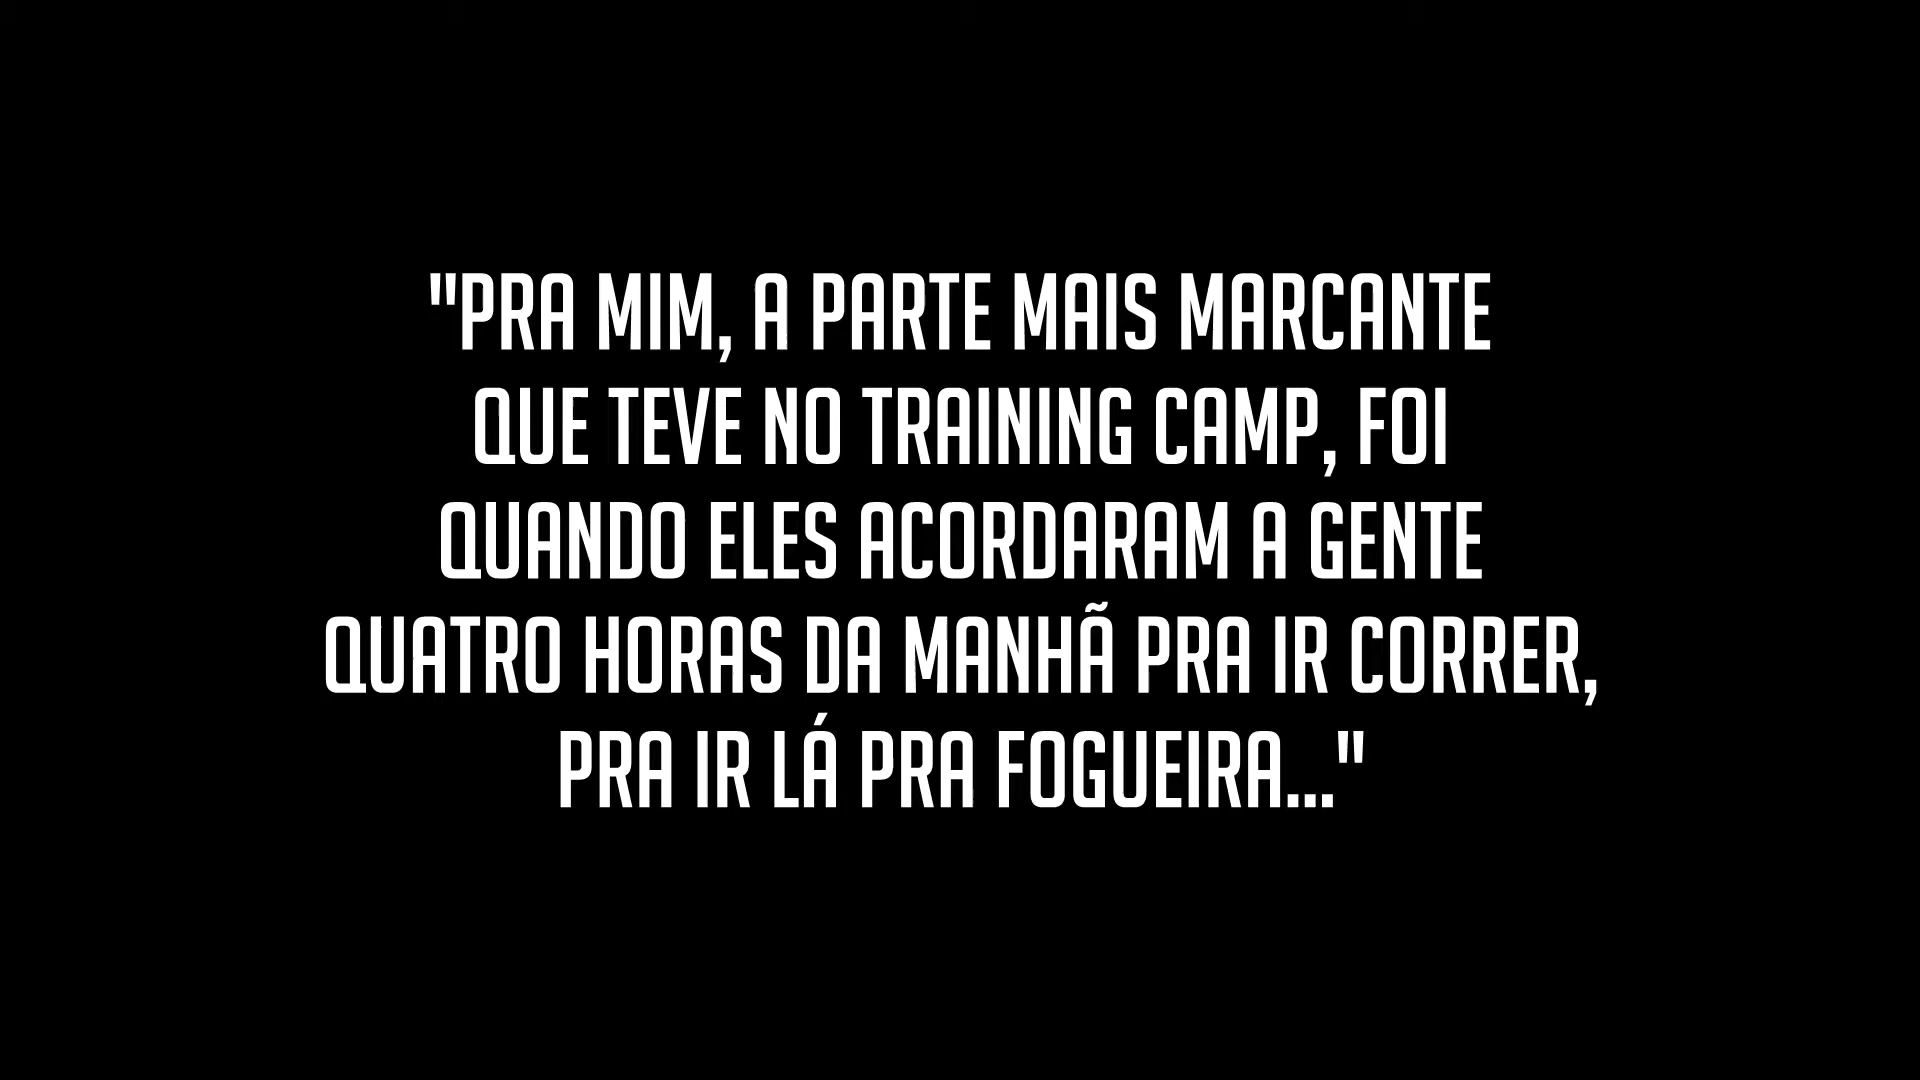 "PRA MIM, A PARTE MAIS MARCANTE
QUE TEVE NO TRAINING CAMP, FOI
QUANDO ELES ACORDARAM A GENTE
QUATRO HORAS DA MANHÃ PRA IR CORRER,
PRA IR LÁ PRA FOGUEIRA..."